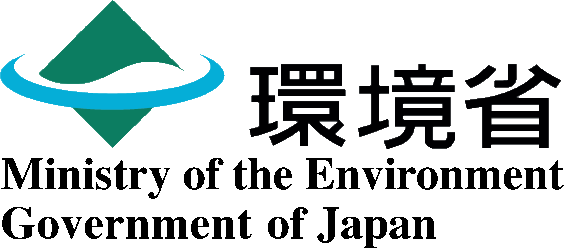 環境省
Ministry of the Environment
Government of Japan